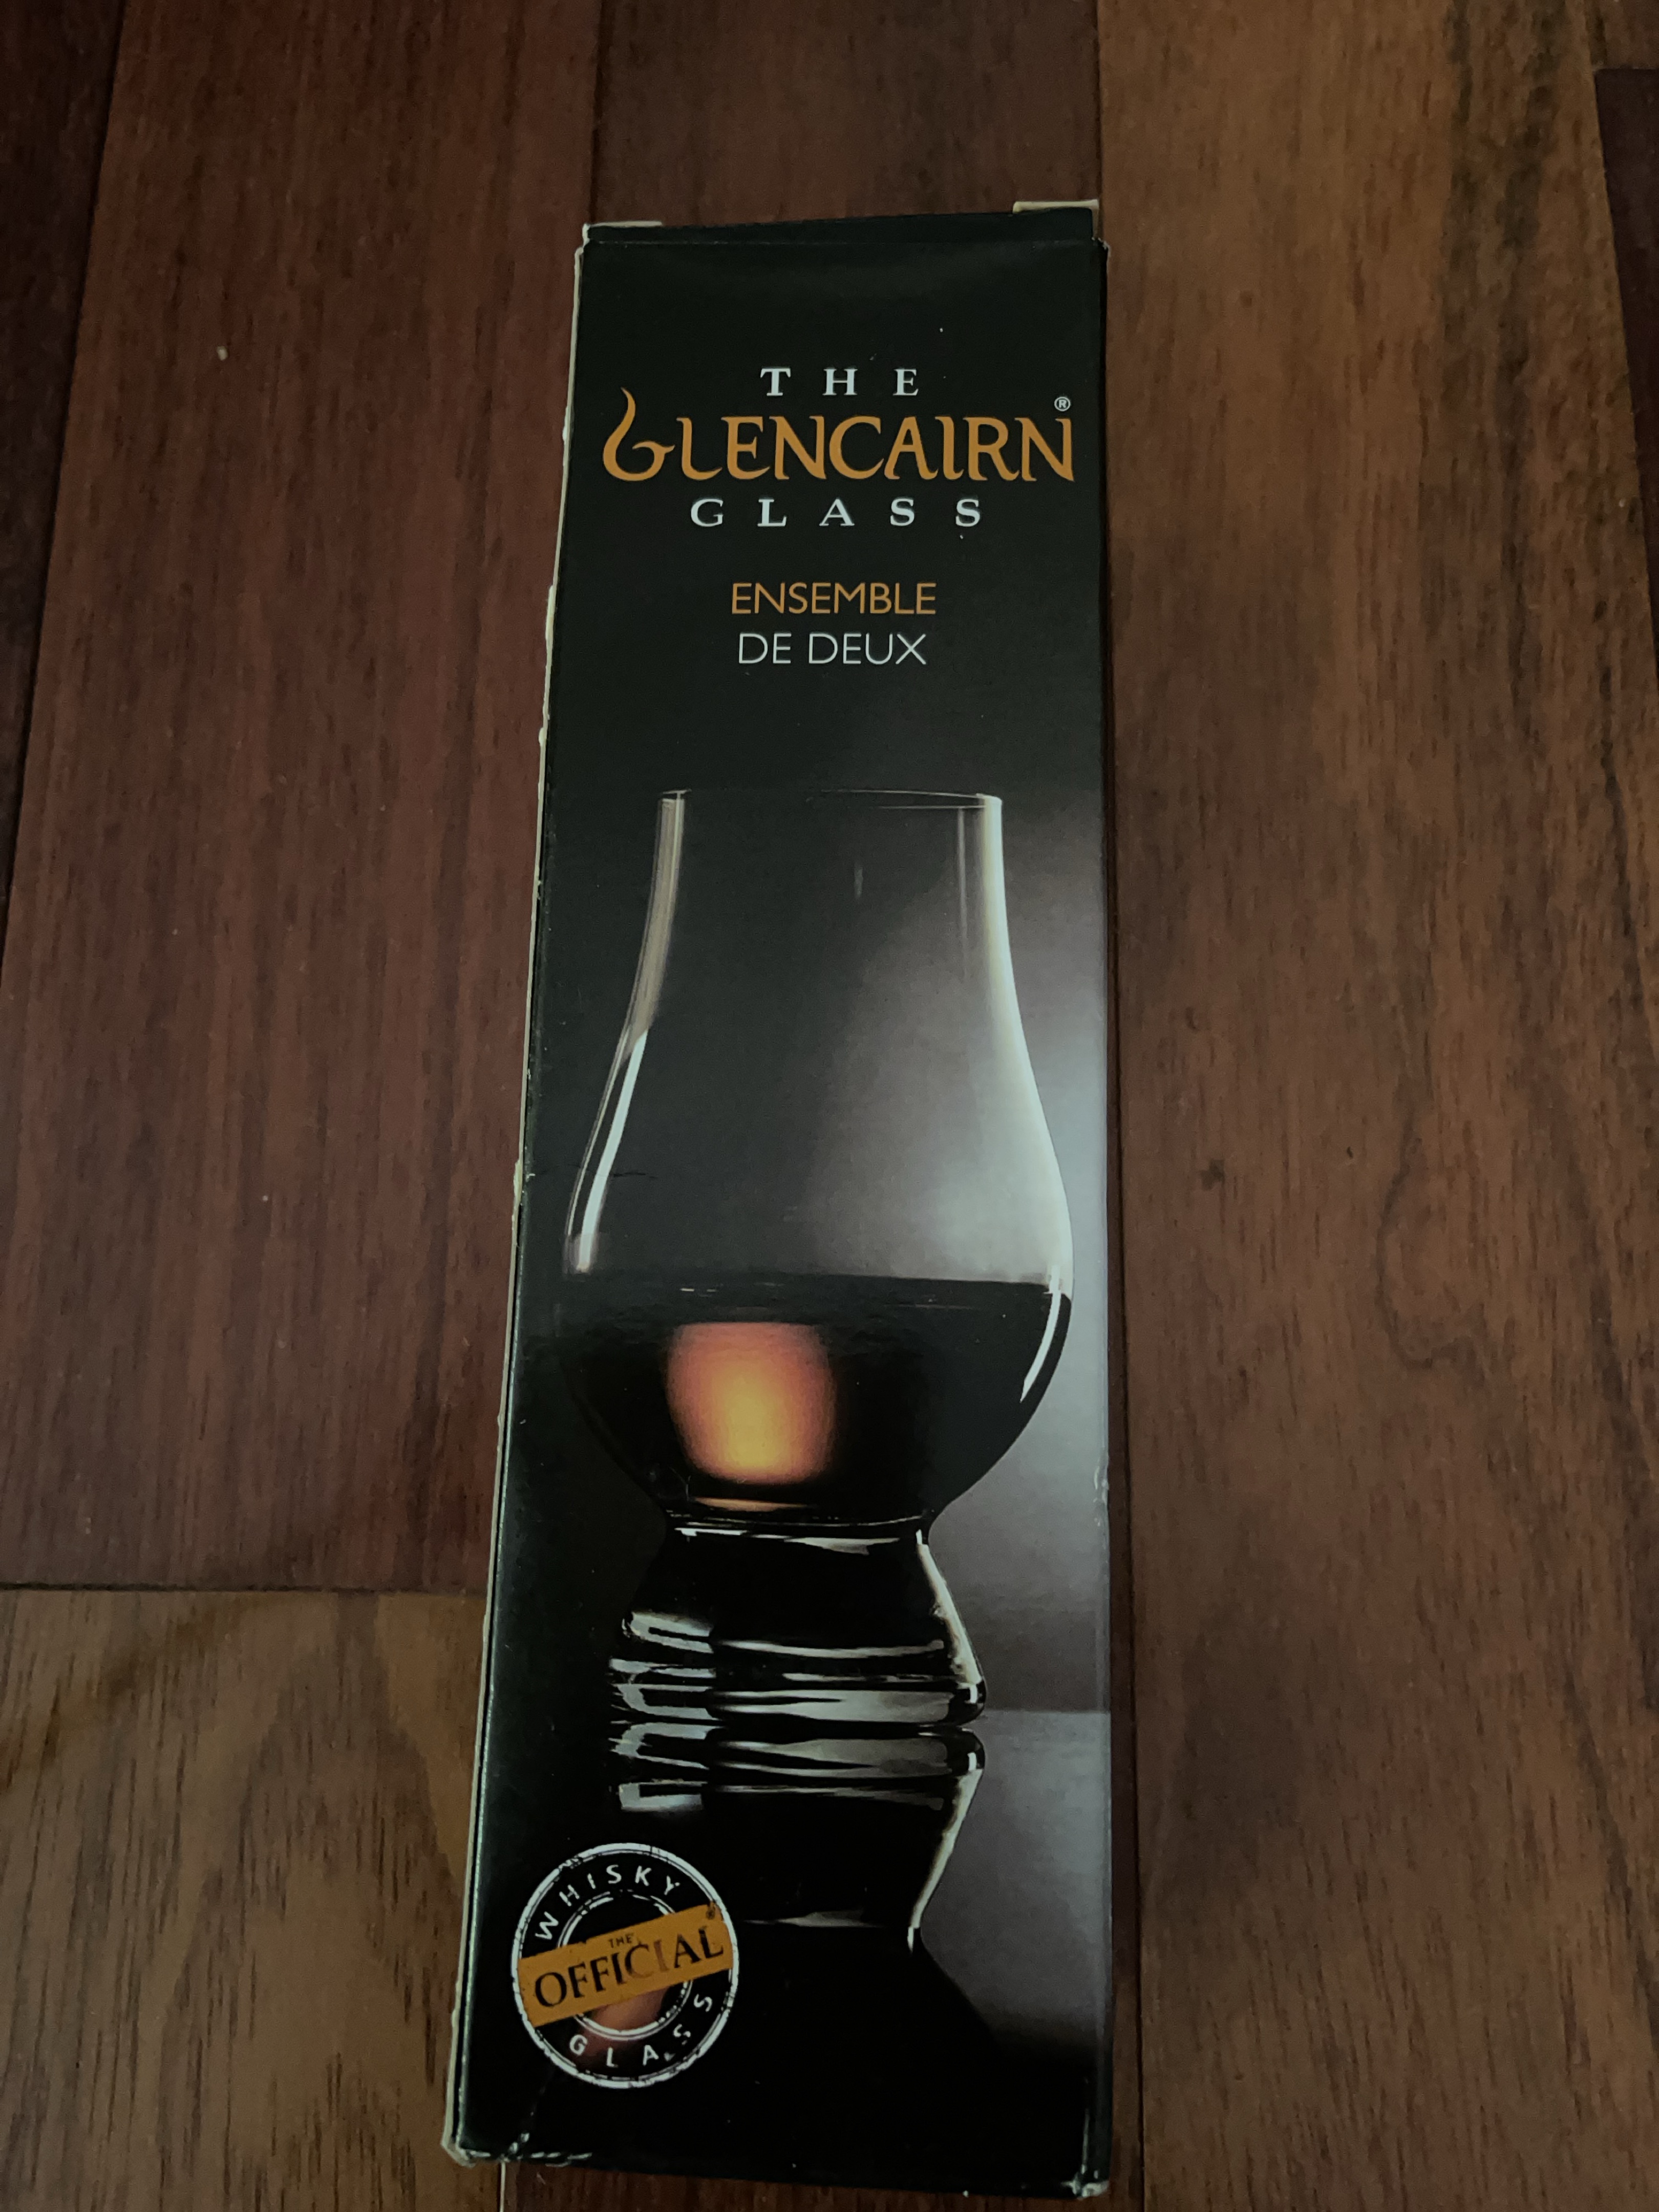 THE
GLENCAIRN®
GLASS
ENSEMBLE
DE DEUX
WHISKY
THE
OFFICIAL
GLASS